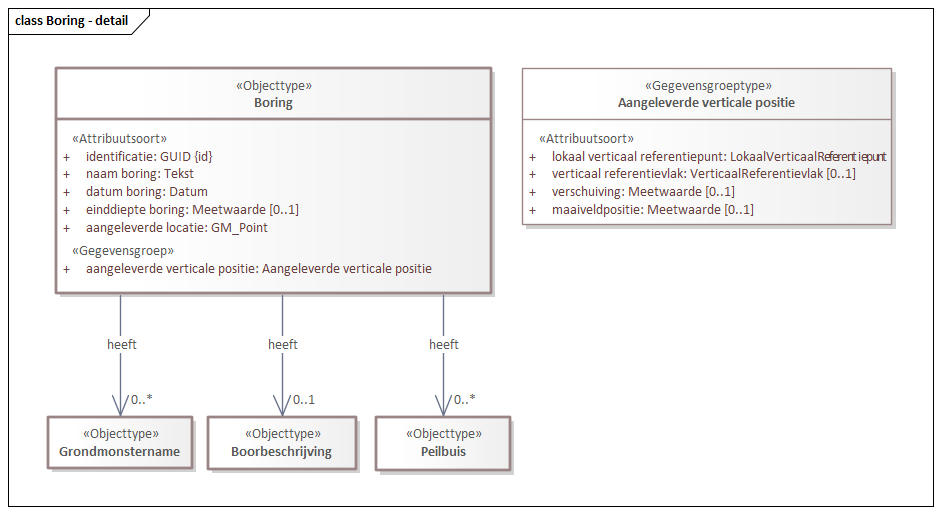 class Boring - detail
«Objecttype»
Boring
«Attribuutsoort»
+ identificatie: GUID {id}
+ naam boring: Tekst
+ datum boring: Datum
+ einddiepte boring: Meetwaarde [0..1]
+ aangeleverde locatie: GM_Point
«Gegevensgroep»
+ aangeleverde verticale positie: Aangeleverde verticale positie
«Gegevensgroeptype»
Aangeleverde verticale positie
«Attribuutsoort»
+ lokaal verticaal referentiepunt: LokaalVerticaalReferentiepunt
+ verticaal referentievlak: VerticaalReferentievlak [0..1]
+ verschuiving: Meetwaarde [0..1]
+ maaiveldpositie: Meetwaarde [0..1]
heeft
heeft
heeft
0..*
0..1
0..*
«Objecttype»
Grondmonstername
«Objecttype»
Boorbeschrijving
«Objecttype»
Peilbuis